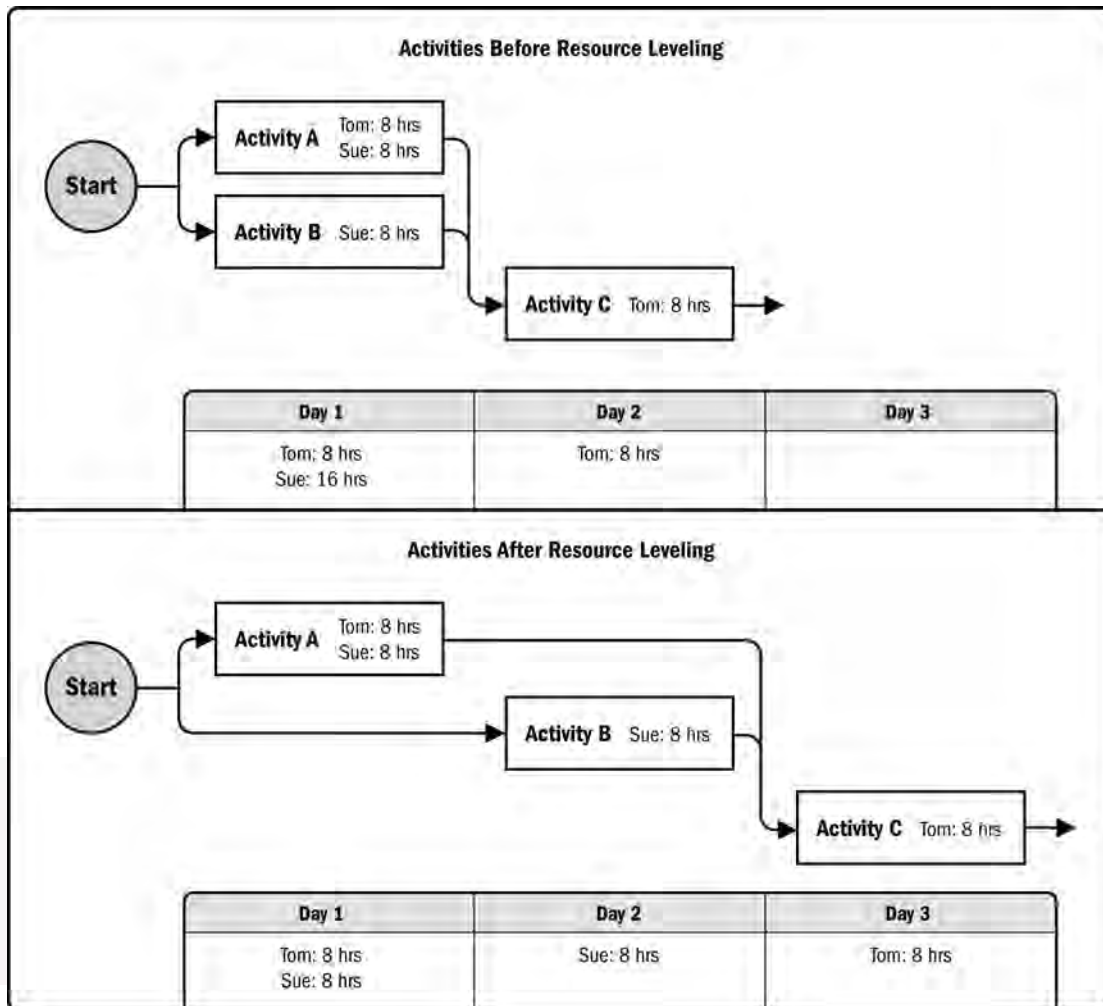 Activities Before Resource Leveling
Start
Activity A
Tom: 8 hrs
Sue: 8 hrs
Activity B Sue: 8 hrs
Activity C Tom: 8 hrs
Day 1 Day 2 Day 3
Tom: 8 hrs Tom: 8 hrs
Sue: 16 hrs
Activities After Resource Leveling
Start
Activity A
Tom: 8 hrs
Sue: 8 hrs
Activity B Sue: 8 hrs
Activity C Tom: 8 hrs
Day 1 Day 2 Day 3
Tom: 8 hrs Sue: 8 hrs Tom: 8 hrs
Sue: 8 hrs